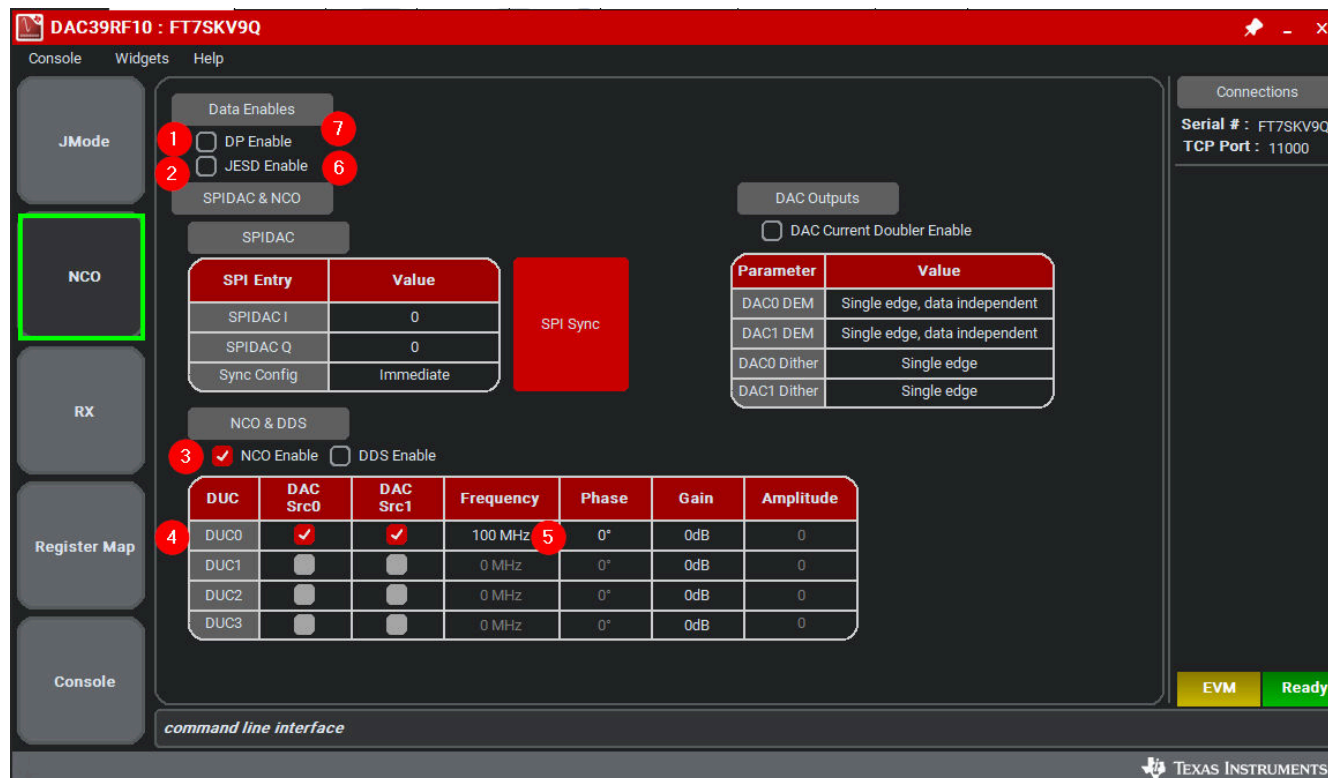 DAC39RF10 : FT7SKV9Q
Console Widgets Help
JMode
NCO
RX
Register Map
Console
Data Enables
7
1 DP Enable
2 JESD Enable 6
SPIDAC & NCO
SPIDAC
SPI Entry Value
SPIDAC I 0
SPIDAC Q 0
Sync Config Immediate
SPI Sync
DAC Outputs
DAC Current Doubler Enable
Parameter Value
DAC0 DEM Single edge, data independent
DAC1 DEM Single edge, data independent
DAC0 Dither Single edge
DAC1 Dither Single edge
NCO & DDS
3 NCO Enable DDS Enable
DUC DAC Src0 DAC Src1 Frequency Phase Gain Amplitude
4 DUC0 100 MHz 5 0° 0dB 0
DUC1 0 MHz 0° 0dB 0
DUC2 0 MHz 0° 0dB 0
DUC3 0 MHz 0° 0dB 0
command line interface
Connections
Serial # : FT7SKV9Q
TCP Port : 11000
EVM Ready
TEXAS INSTRUMENTS